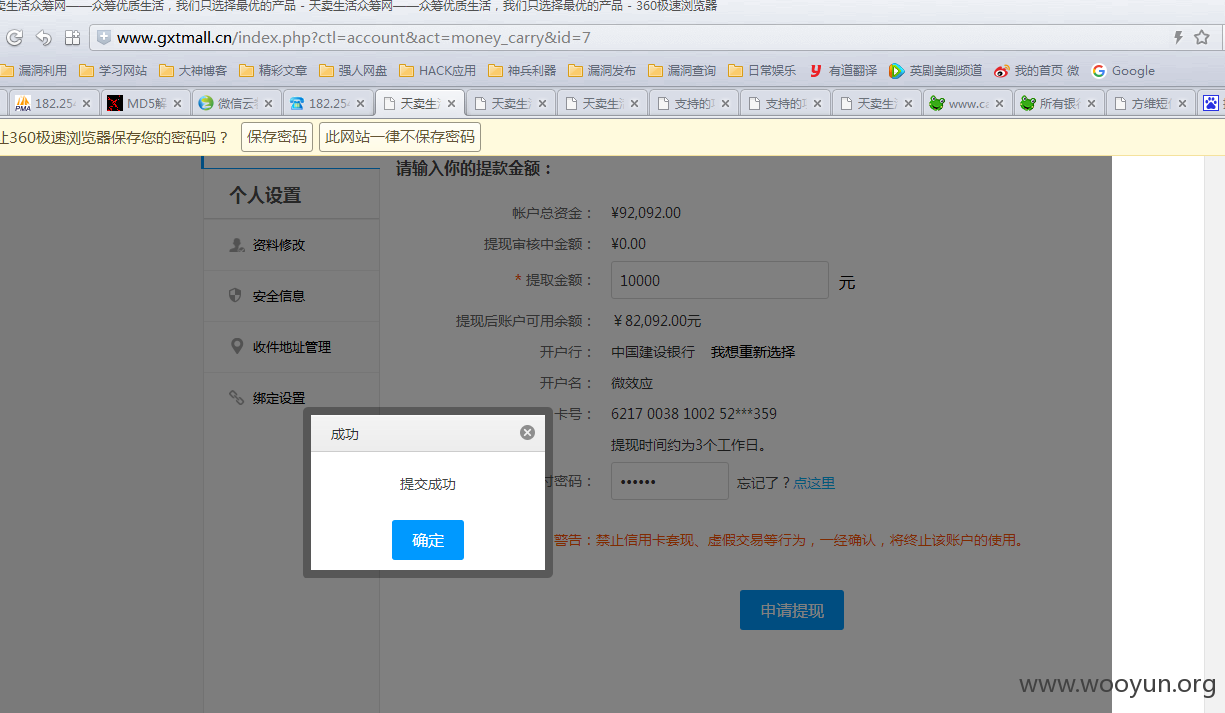 天卖生活众筹网——众筹优质生活，我们只选择最优的产品 - 天卖生活众筹网——众筹优质生活，我们只选择最优的产品 - 360极速浏览器
www.gxtmall.cn/index.php?ctl=account&act=money_carry&id=7
漏洞利用 学习网站 大神博客 精彩文章 强人网盘 HACK应用 神兵利器 漏洞发布 漏洞查询 日常娱乐 有道翻译 英剧美剧频道 我的首页 微 Google
182.254 MD5解 微信云 182.254 天卖生 天卖生 天卖生 支持的 支持的 天卖生 www.ca 所有银行 方维短信
让360极速浏览器保存您的密码吗？ 保存密码 此网站一律不保存密码
请输入你的提款金额：
个人设置
帐户总资金： ¥92,092.00
提现审核中金额： ¥0.00
资料修改
* 提取金额： 10000 元
安全信息
提现后账户可用余额： ￥82,092.00元
收件地址管理
开户行： 中国建设银行 我想重新选择
开户名： 微效应
绑定设置
卡号： 6217 0038 1002 52***359
成功
提现时间约为3个工作日。
提交成功
付密码： •••••• 忘记了？点这里
确定
警告：禁止信用卡套现、虚假交易等行为，一经确认，将终止该账户的使用。
申请提现
www.wooyun.org